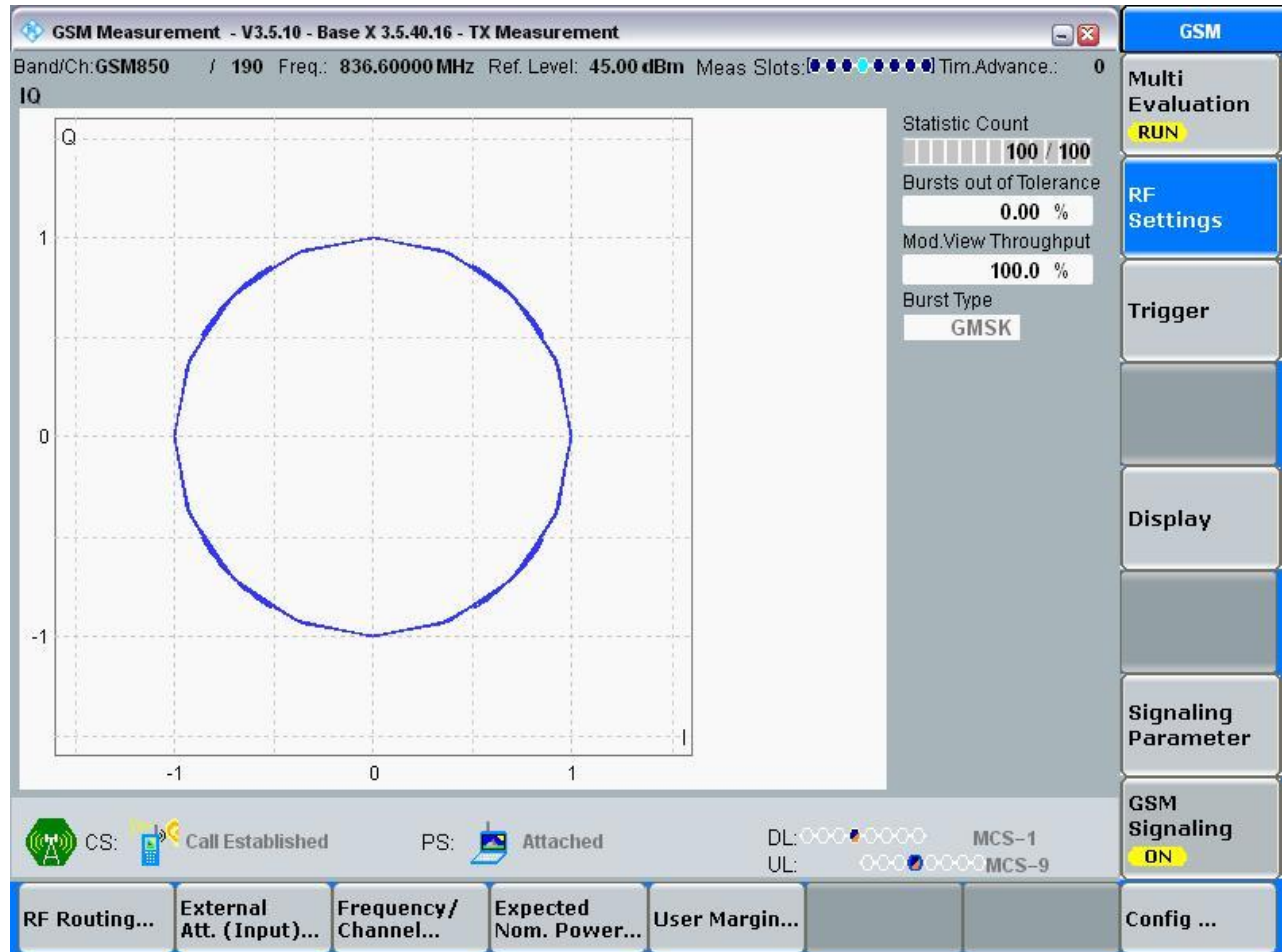 GSM Measurement - V3.5.10 - Base X 3.5.40.16 - TX Measurement
GSM
Band/Ch:GSM850 / 190 Freq.: 836.60000 MHz Ref. Level: 45.00 dBm Meas Slots: Tim.Advance.: 0
IQ
Multi
Evaluation
RUN
Q
Statistic Count
100 / 100
Bursts out of Tolerance
0.00 %
Mod.View Throughput
100.0 %
Burst Type
GMSK
RF
Settings
Trigger
Display
Signaling
Parameter
GSM
Signaling
ON
1
0
-1
I
-1 0 1
CS: Call Established PS: Attached DL: MCS-1
UL: MCS-9
RF Routing...
External
Att. (Input)...
Frequency/
Channel...
Expected
Nom. Power...
User Margin...
Config ...